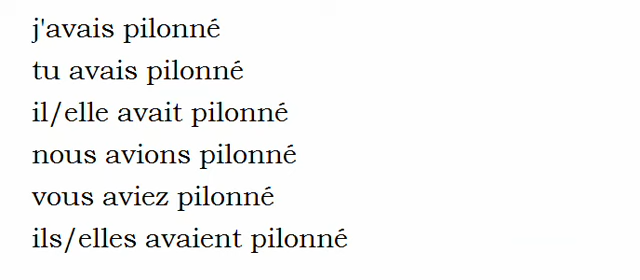 j'avais pilonné
tu avais pilonné
il/elle avait pilonné
nous avions pilonné
vous aviez pilonné
ils/elles avaient pilonné